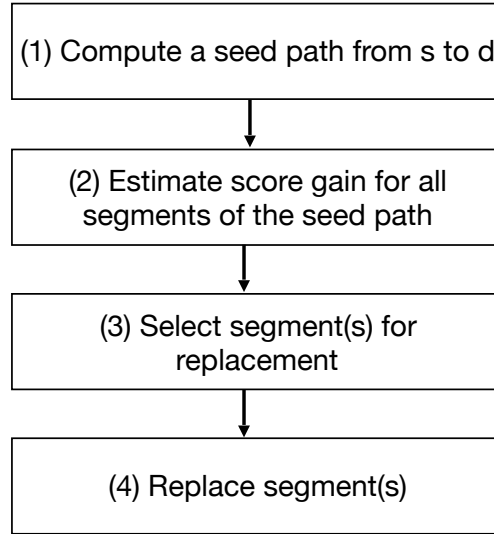 (1) Compute a seed path from s to d
(2) Estimate score gain for all
segments of the seed path
(3) Select segment(s) for
replacement
(4) Replace segment(s)